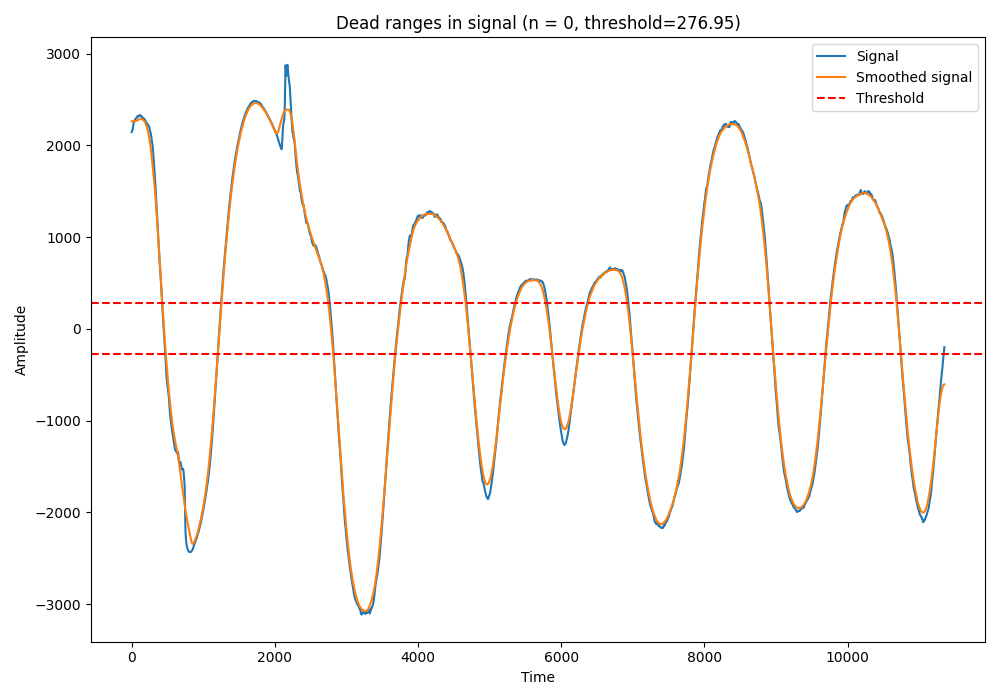 Dead ranges in signal (n = 0, threshold=276.95)
Signal
Smoothed signal
Threshold
Amplitude
3000
2000
1000
0
−1000
−2000
−3000
0 2000 4000 6000 8000 10000
Time